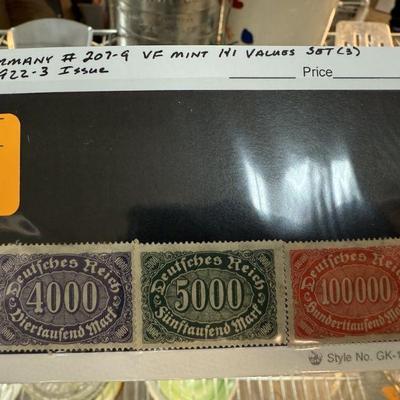 RMANY # 207-9 VF MINT HI VALUES SET (3)
922-3 ISSUE
Price
Deutsches Reich
4000
Viertausend Mark
Deutsches Reich
5000
Fünftausend Mark
Deutsches Reich
100000
Hunderttausend Mark
Style No. GK-1